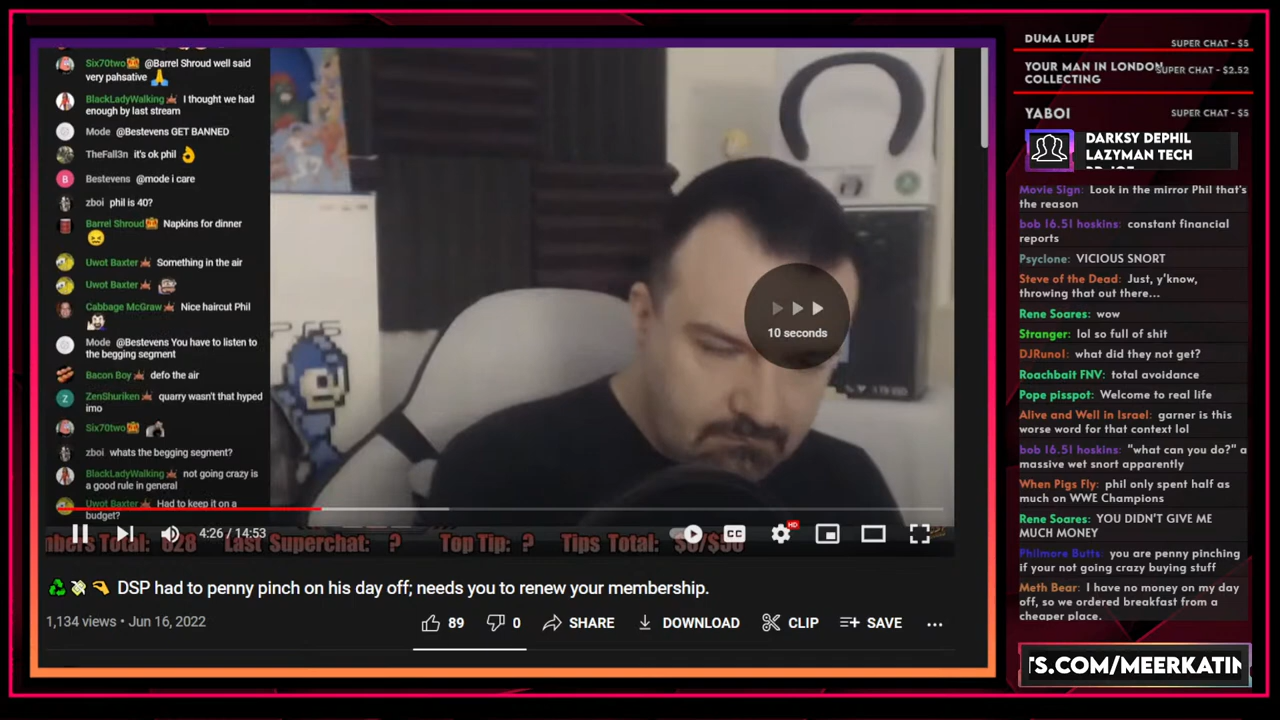 Six70two @Barrel Shroud well said
very pahsative
BlackLadyWalking I thought we had
enough by last stream
Mode @Bestevens GET BANNED
TheFall3n it's ok phil
B
Bestevens @mode i care
zboi phil is 40?
Barrel Shroud Napkins for dinner
Uwot Baxter Something in the air
Uwot Baxter
Cabbage McGraw Nice haircut Phil
Mode @Bestevens You have to listen to
the begging segment
Bacon Boy defo the air
Z
ZenShuriken quarry wasn't that hyped
imo
Six70two
zboi whats the begging segment?
BlackLadyWalking not going crazy is
a good rule in general
Uwot Baxter Had to keep it on a
budget?
10 seconds
4:26 / 14:53
CC
HD
mbers Total: 628 Last Superchat: ? Top Tip: ? Tips Total: $0/$50
DSP had to penny pinch on his day off; needs you to renew your membership.
1,134 views • Jun 16, 2022
89
0
SHARE
DOWNLOAD
CLIP
SAVE
DUMA LUPE SUPER CHAT - $5
YOUR MAN IN LONDON SUPER CHAT - $2.52
COLLECTING
YABOI SUPER CHAT - $5
DARKSY DEPHIL
LAZYMAN TECH
Movie Sign: Look in the mirror Phil that's
the reason
bob 16.51 hoskins: constant financial
reports
Psyclone: VICIOUS SNORT
Steve of the Dead: Just, y'know,
throwing that out there...
Rene Soares: wow
Stranger: lol so full of shit
DJRuno1: what did they not get?
Roachbait FNV: total avoidance
Pope pisspot: Welcome to real life
Alive and Well in Israel: garner is this
worse word for that context lol
bob 16.51 hoskins: "what can you do?" a
massive wet snort apparently
When Pigs Fly: phil only spent half as
much on WWE Champions
Rene Soares: YOU DIDN'T GIVE ME
MUCH MONEY
Philmore Butts: you are penny pinching
if your not going crazy buying stuff
Meth Bear: I have no money on my day
off, so we ordered breakfast from a
cheaper place.
TS.COM/MEERKATIN